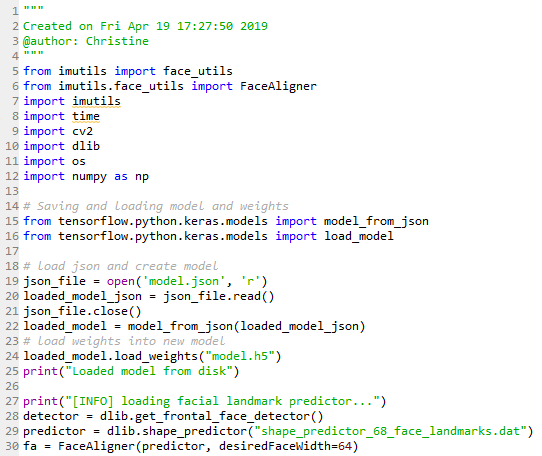 1 """
2 Created on Fri Apr 19 17:27:50 2019
3 @author: Christine
4 """
5 from imutils import face_utils
6 from imutils.face_utils import FaceAligner
7 import imutils
8 import time
9 import cv2
10 import dlib
11 import os
12 import numpy as np
13
14 # Saving and loading model and weights
15 from tensorflow.python.keras.models import model_from_json
16 from tensorflow.python.keras.models import load_model
17
18 # load json and create model
19 json_file = open('model.json', 'r')
20 loaded_model_json = json_file.read()
21 json_file.close()
22 loaded_model = model_from_json(loaded_model_json)
23 # load weights into new model
24 loaded_model.load_weights("model.h5")
25 print("Loaded model from disk")
26
27 print("[INFO] loading facial landmark predictor...")
28 detector = dlib.get_frontal_face_detector()
29 predictor = dlib.shape_predictor("shape_predictor_68_face_landmarks.dat")
30 fa = FaceAligner(predictor, desiredFaceWidth=64)